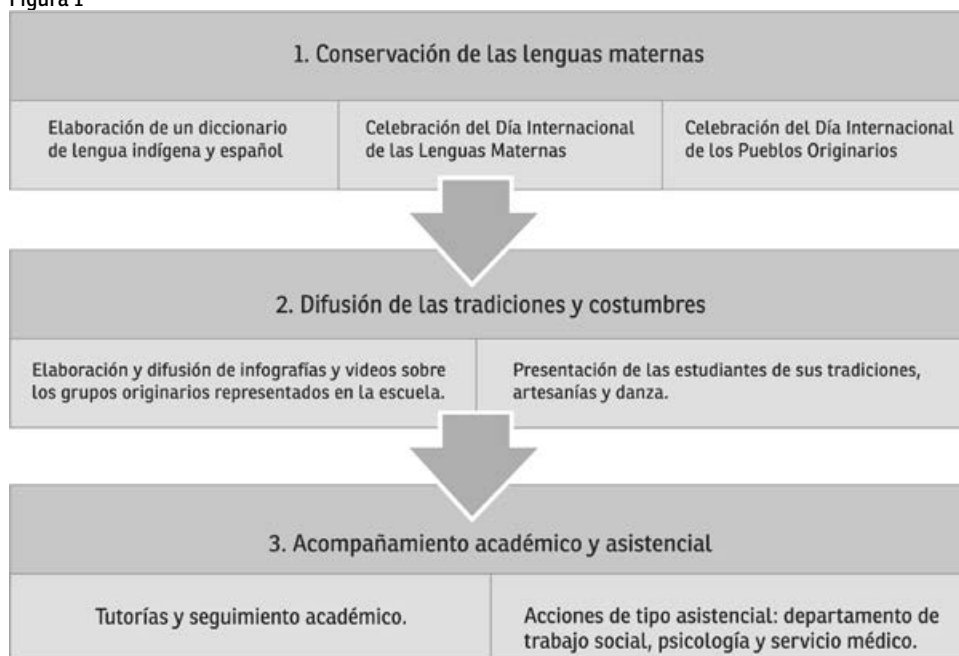 Figura 1
1. Conservación de las lenguas maternas
Elaboración de un diccionario
de lengua indígena y español
Celebración del Día Internacional
de las Lenguas Maternas
Celebración del Día Internacional
de los Pueblos Originarios
2. Difusión de las tradiciones y costumbres
Elaboración y difusión de infografías y videos sobre
los grupos originarios representados en la escuela.
Presentación de las estudiantes de sus tradiciones,
artesanías y danza.
3. Acompañamiento académico y asistencial
Tutorías y seguimiento académico.
Acciones de tipo asistencial: departamento de
trabajo social, psicología y servicio médico.